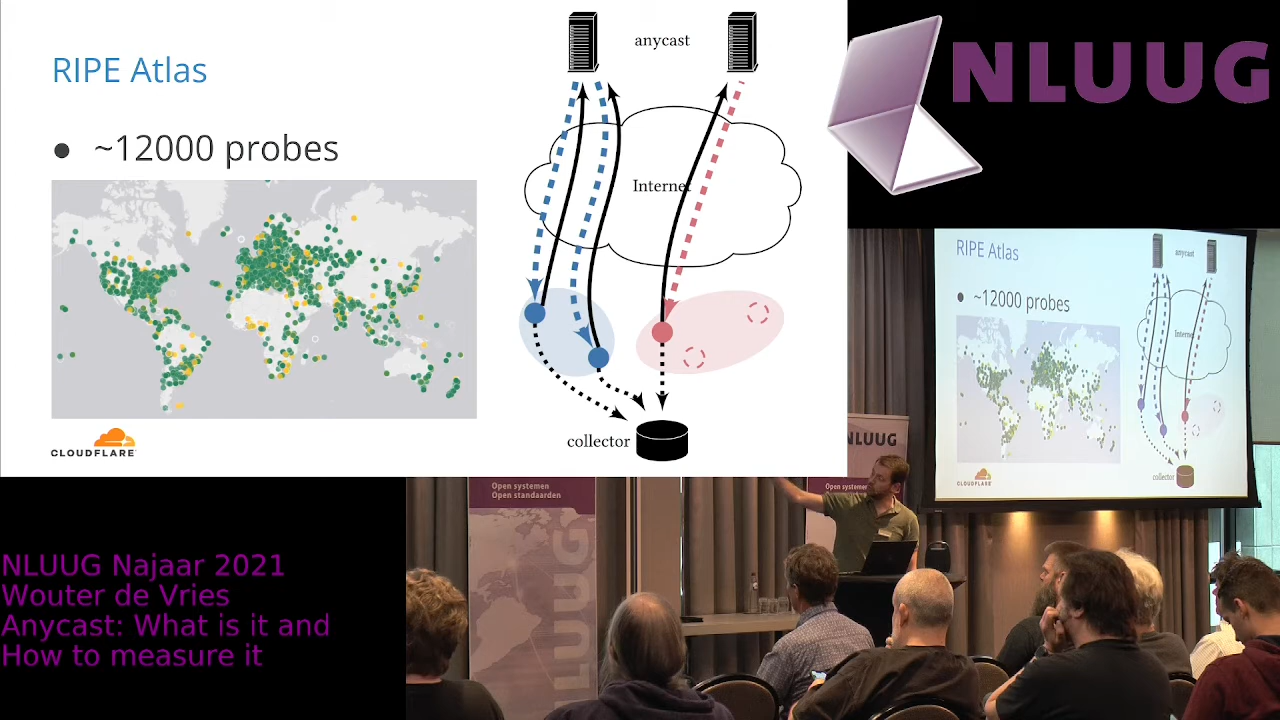 RIPE Atlas
● ~12000 probes
anycast
Internet
collector
CLOUDFLARE
NLUUG
RIPE Atlas
● ~12000 probes
anycast
Internet
collector
CLOUDFLARE
NLUUG
Open systemen
Open standaarden
Open systemen
NLUUG
NLUUG Najaar 2021
Wouter de Vries
Anycast: What is it and
How to measure it